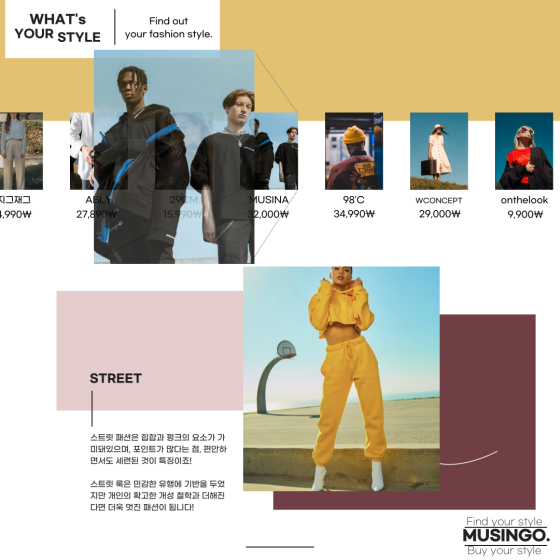 WHAT's
YOUR STYLE
Find out
your fashion style.
지그재그
4,990₩
ABLY
27,890₩
29CM
15,990₩
MUSINA
32,000₩
98'C
34,990₩
WCONCEPT
29,000₩
onthelook
9,900₩
STREET
스트릿 패션은 힙합과 펑크의 요소가 가
미돼있으며, 포인트가 많다는 점, 편안하
면서도 세련된 것이 특징이죠!
스트릿 룩은 민감한 유행에 기반을 두었
지만 개인의 확고한 개성 철학과 더해진
다면 더욱 멋진 패션이 됩니다!
Find your style
MUSINGO.
Buy your style